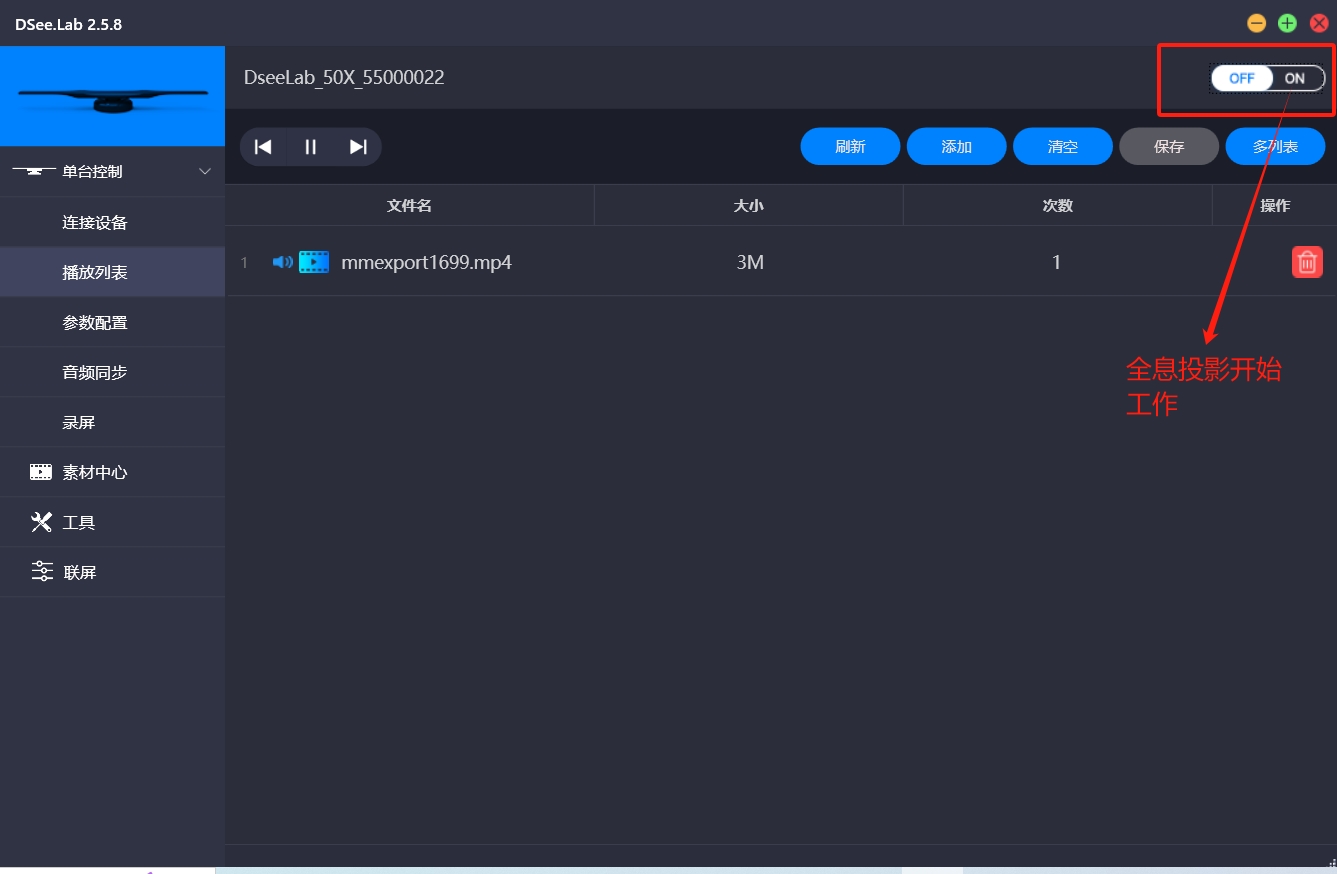 DSee.Lab 2.5.8
DseeLab_50X_55000022
OFF ON
单台控制
刷新 添加 清空 保存 多列表
文件名 大小 次数 操作
连接设备
1 mmexport1699.mp4 3M 1
播放列表
参数配置
音频同步
录屏
素材中心
工具
联屏
全息投影开始
工作